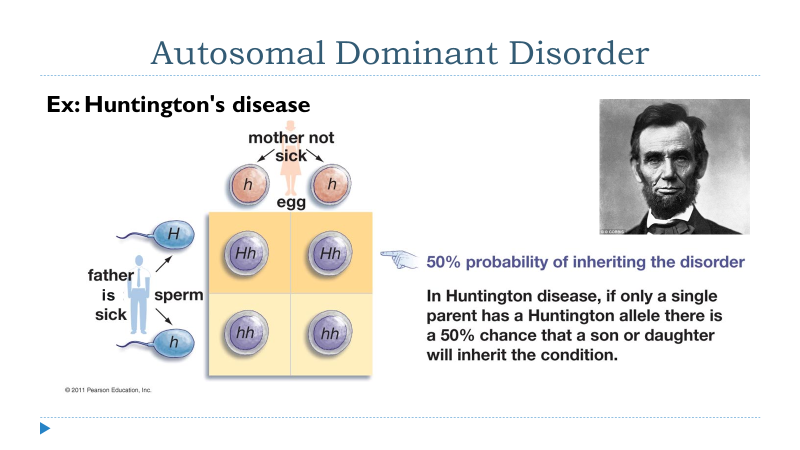 Autosomal Dominant Disorder
Ex: Huntington's disease
mother not
sick
h
h
egg
H
Hh
Hh
father
is
sick
sperm
h
hh
hh
50% probability of inheriting the disorder
In Huntington disease, if only a single
parent has a Huntington allele there is
a 50% chance that a son or daughter
will inherit the condition.
© 2011 Pearson Education, Inc.